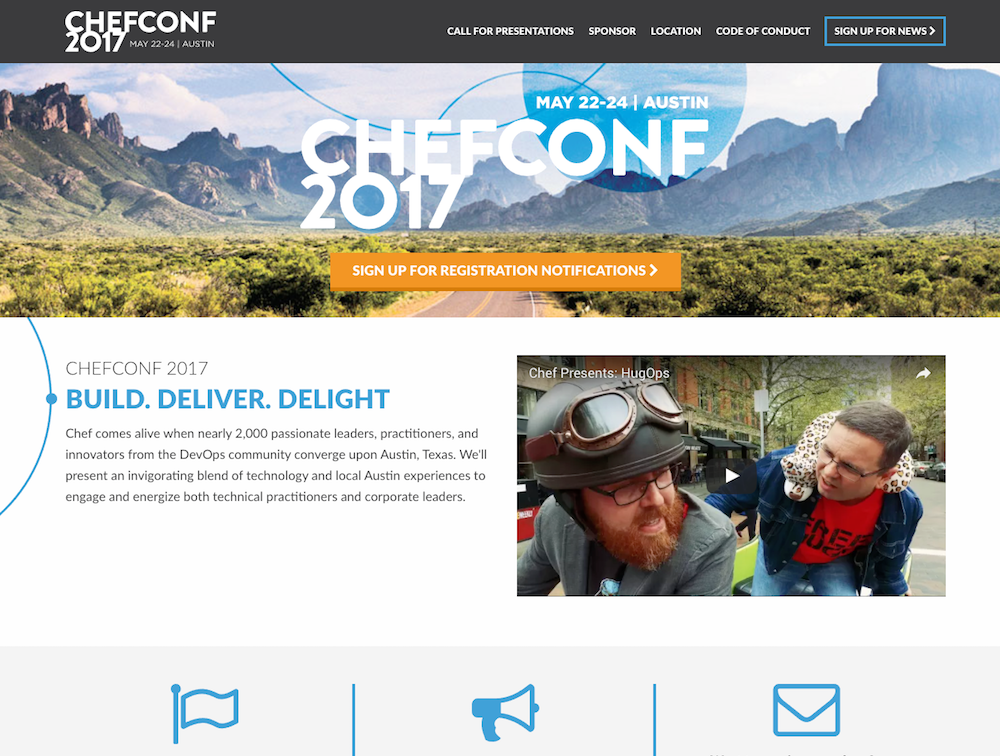 CHEFCONF
2017 MAY 22-24 | AUSTIN
CALL FOR PRESENTATIONS SPONSOR LOCATION CODE OF CONDUCT SIGN UP FOR NEWS
MAY 22-24 | AUSTIN
CHEFCONF
2017
SIGN UP FOR REGISTRATION NOTIFICATIONS
CHEFCONF 2017
BUILD. DELIVER. DELIGHT
Chef comes alive when nearly 2,000 passionate leaders, practitioners, and
innovators from the DevOps community converge upon Austin, Texas. We'll
present an invigorating blend of technology and local Austin experiences to
engage and energize both technical practitioners and corporate leaders.
Chef Presents: HugOps